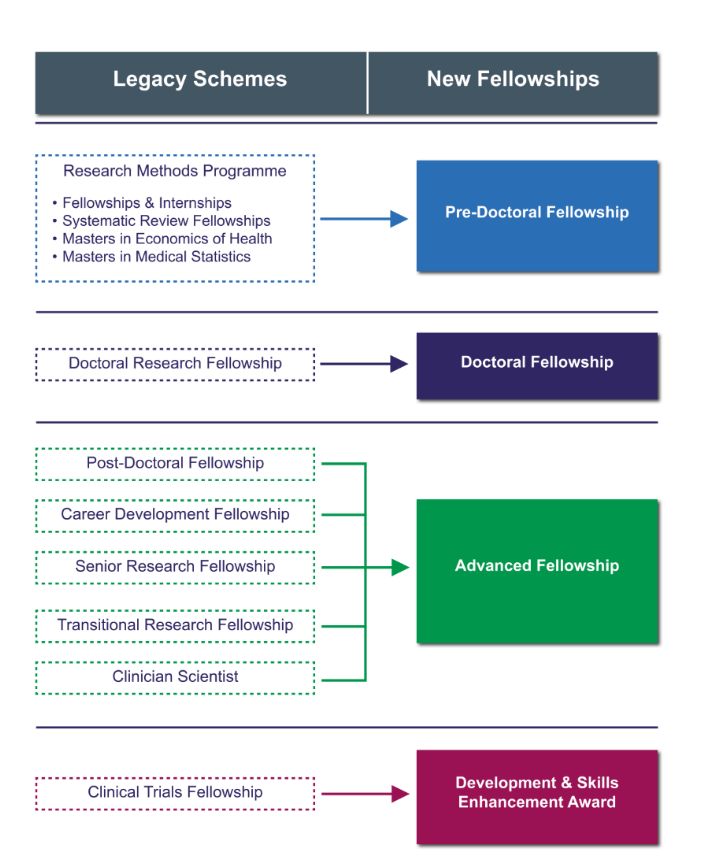 Legacy Schemes
New Fellowships
Research Methods Programme
• Fellowships & Internships
• Systematic Review Fellowships
• Masters in Economics of Health
• Masters in Medical Statistics
Pre-Doctoral Fellowship
Doctoral Research Fellowship
Doctoral Fellowship
Post-Doctoral Fellowship
Career Development Fellowship
Senior Research Fellowship
Transitional Research Fellowship
Clinician Scientist
Advanced Fellowship
Clinical Trials Fellowship
Development & Skills
Enhancement Award